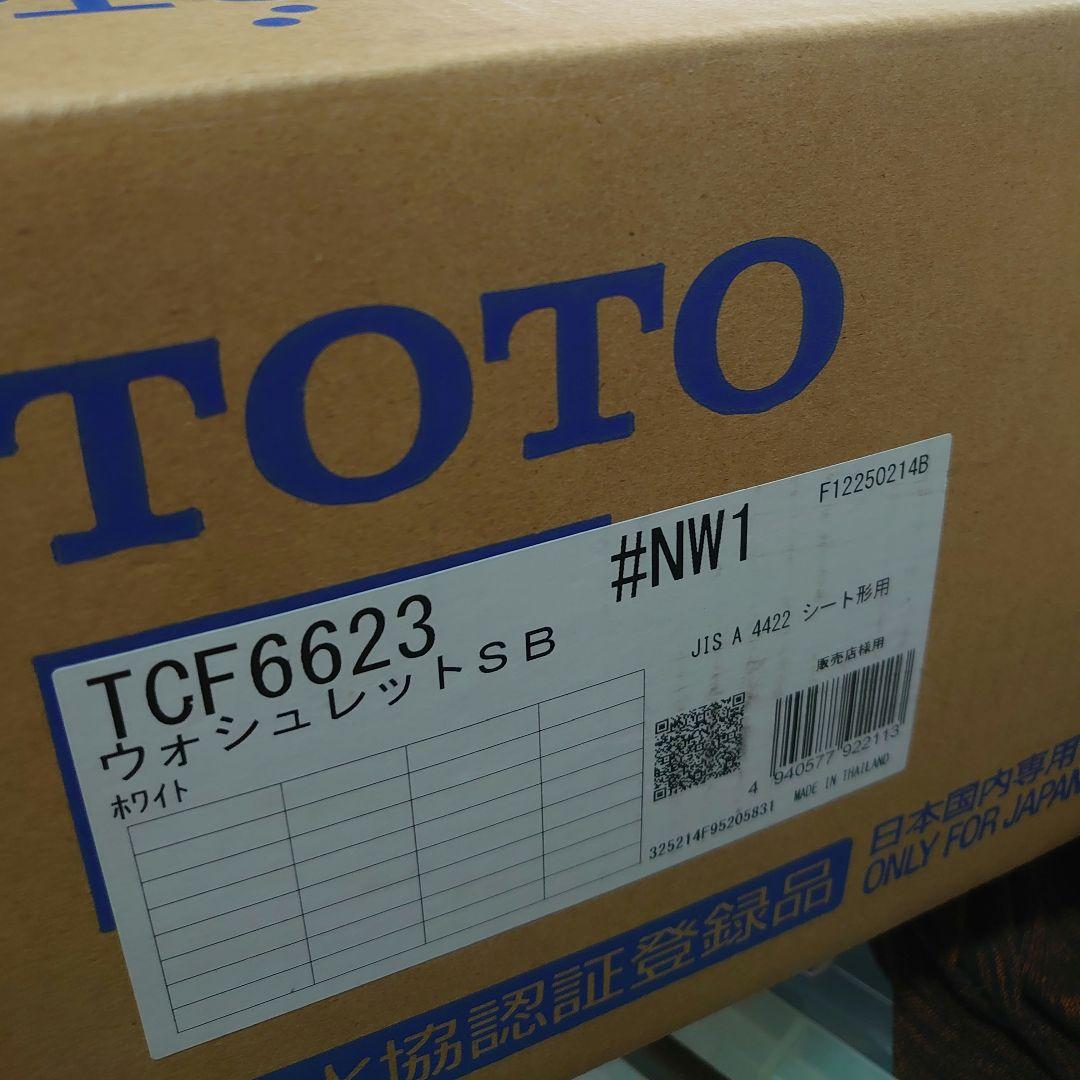 TOTO
F12250214B
TCF6623 #NW1
ウォシュレットSB
JIS A 4422 シート形用
ホワイト
販売店様用
4 940577 922113
325214F95205831 MADE IN THAILAND
日本国内専用
ONLY FOR JAPAN
水協認証登録品